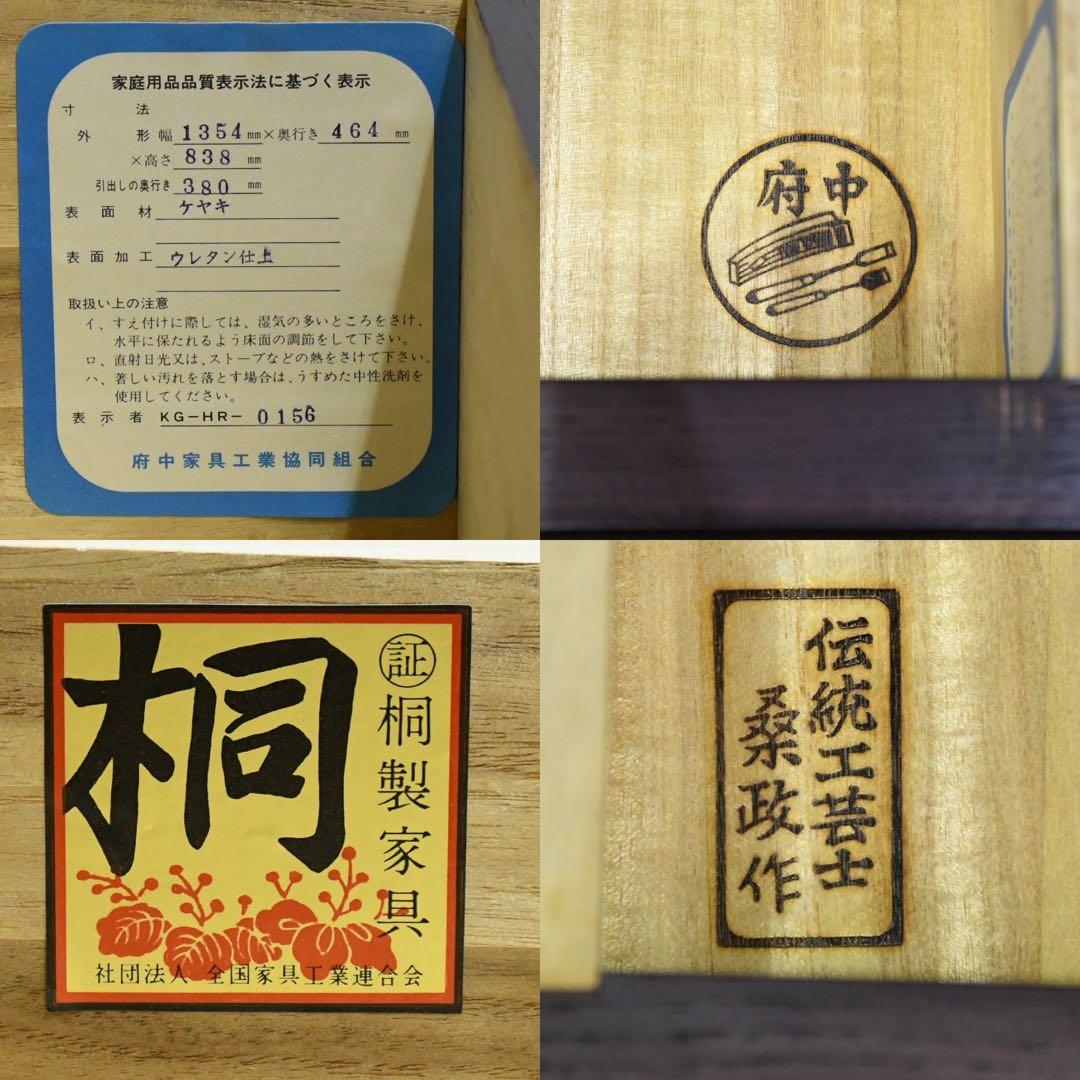 家庭用品品質表示法に基づく表示
寸法
外形 幅 1354 mm×奥行き 464 mm
×高さ 838 mm
引出しの奥行き 380 mm
表面材 ケヤキ
表面加工 ウレタン仕上
取扱い上の注意
イ、すえ付けに際しては、湿気の多いところをさけ、
水平に保たれるよう床面の調節をして下さい。
ロ、直射日光又は、ストーブなどの熱をさけて下さい。
ハ、著しい汚れを落とす場合は、うすめた中性洗剤を
使用してください。
表示者 KG-HR- 0156
府中家具工業協同組合
府中
桐
証
桐製家具
社団法人 全国家具工業連合会
伝統工芸士
桑政作